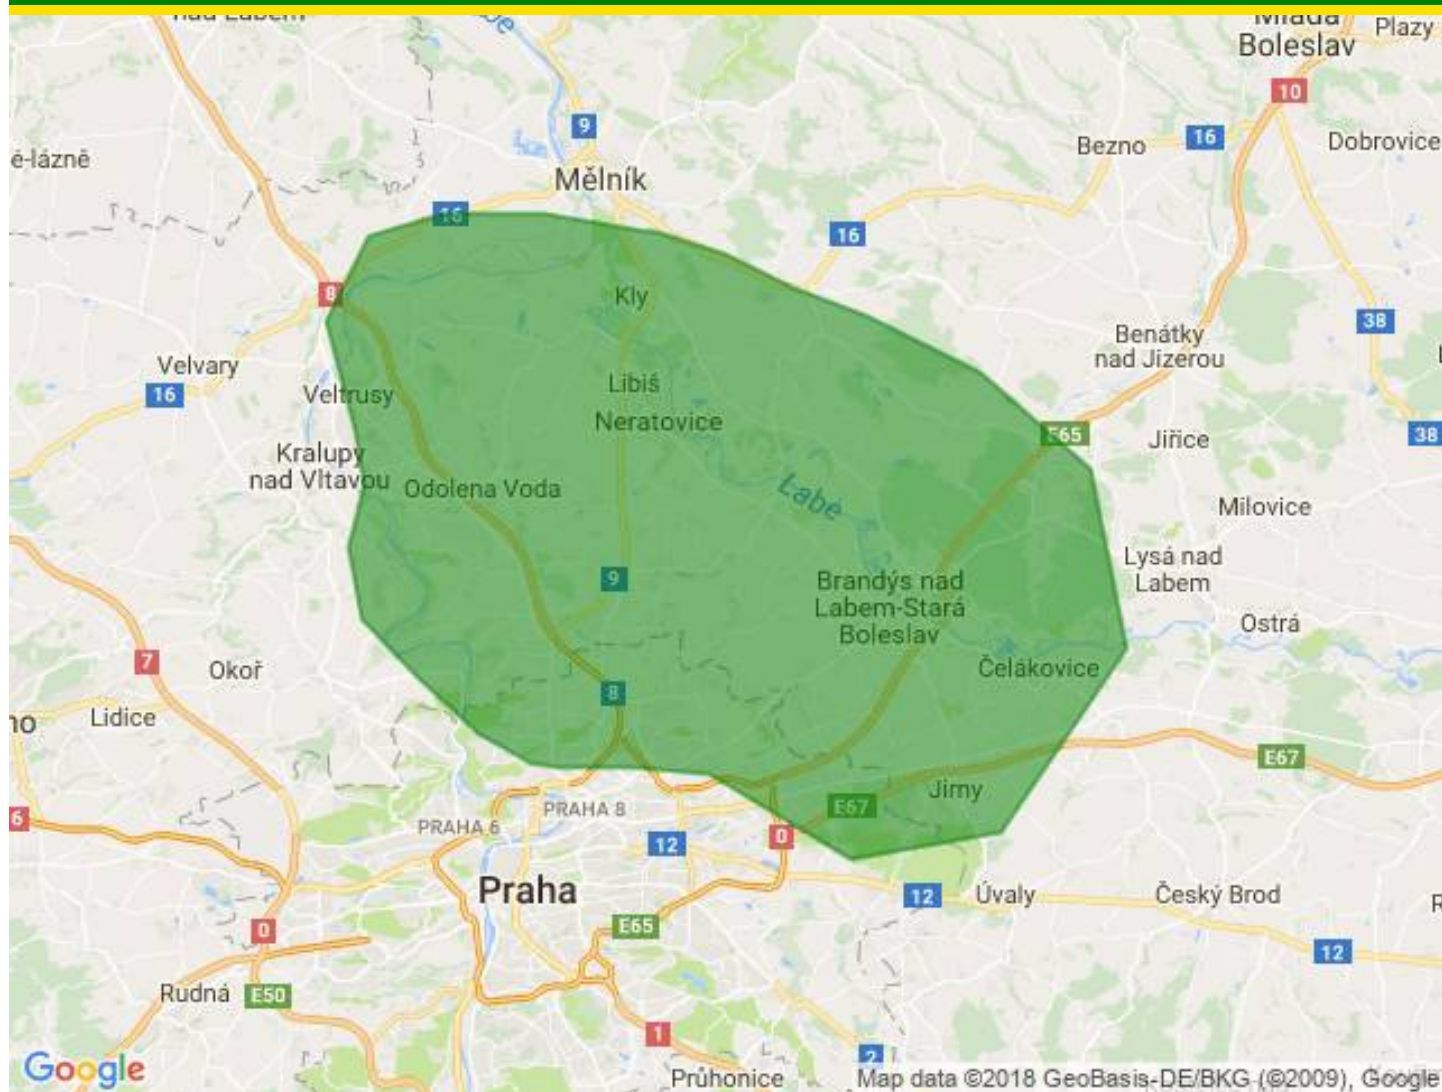 nad Labem
Mladá
Boleslav
Plazy
10
9
16
Bezno
Dobrovice
ě-lázně
Mělník
16
16
8
Kly
38
Benátky
nad Jizerou
Velvary
16
Veltrusy
Libiš
Neratovice
E65
Jiřice
38
Kralupy
nad Vltavou
Odolena Voda
Labe
Milovice
Lysá nad
Labem
9
Brandýs nad
Labem-Stará
Boleslav
Ostrá
7
Okoř
Čelákovice
8
Lidice
no
E67
Jirny
E67
PRAHA 8
PRAHA 6
6
12
0
Praha
12
Úvaly
Český Brod
R
0
E65
12
Rudná
E50
1
2
Google
Průhonice
Map data ©2018 GeoBasis-DE/BKG (©2009), Google